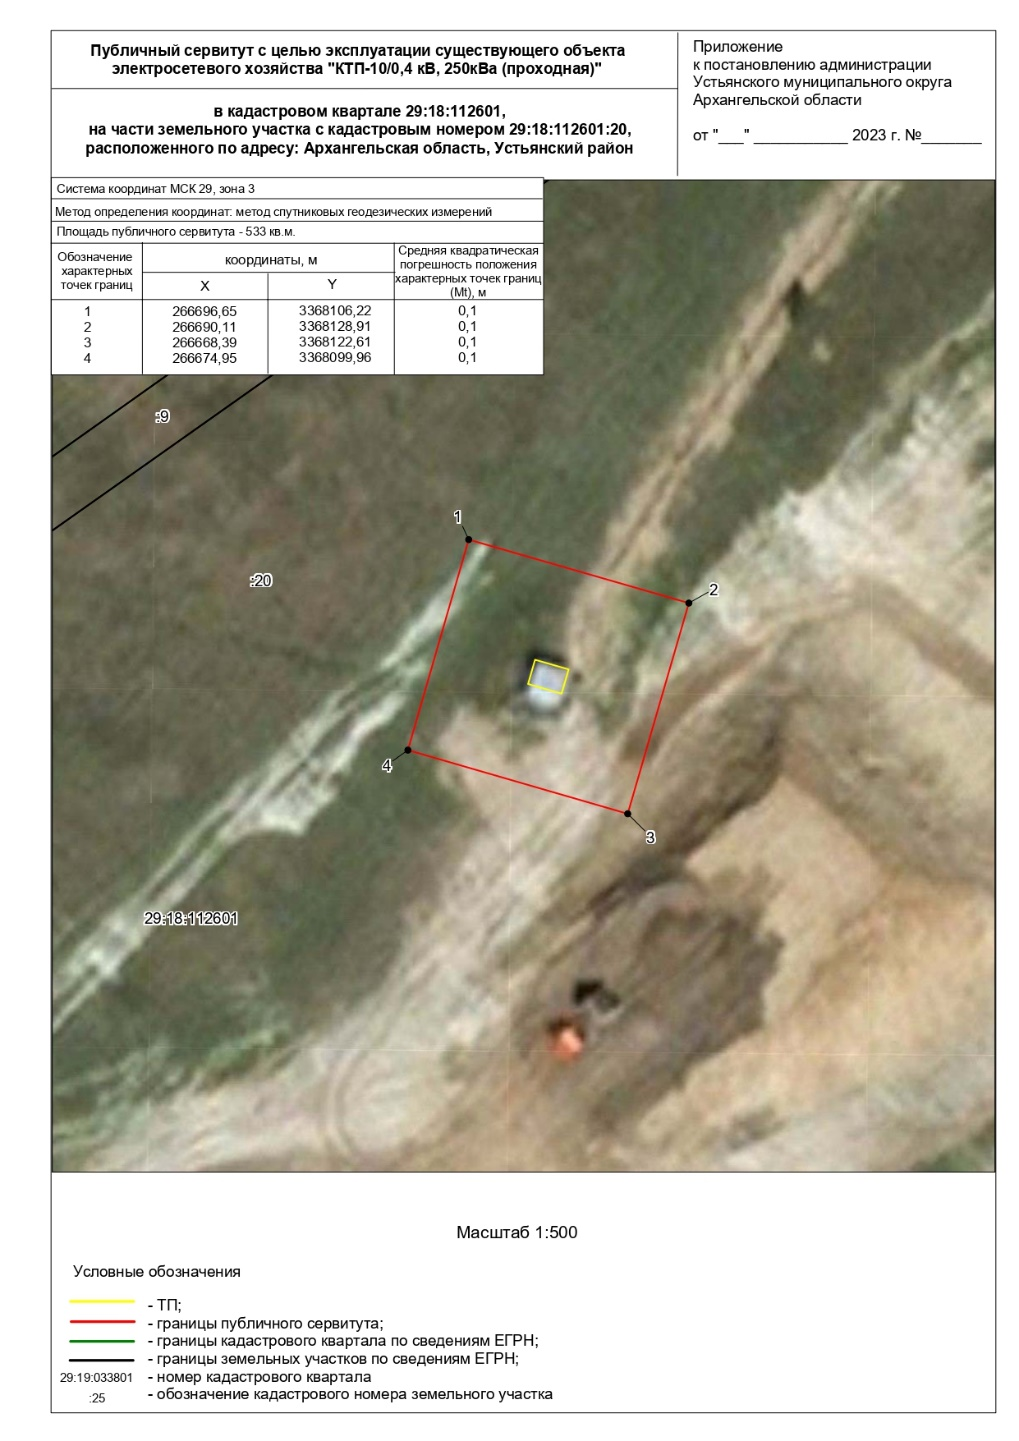 Публичный сервитут с целью эксплуатации существующего объекта
электросетевого хозяйства "КТП-10/0,4 кВ, 250кВа (проходная)"
в кадастровом квартале 29:18:112601,
на части земельного участка с кадастровым номером 29:18:112601:20,
расположенного по адресу: Архангельская область, Устьянский район
Приложение
к постановлению администрации
Устьянского муниципального округа
Архангельской области
от "___" ___________ 2023 г. №_______
Система координат МСК 29, зона 3
Метод определения координат: метод спутниковых геодезических измерений
Площадь публичного сервитута - 533 кв.м.
Обозначение
характерных
точек границ
координаты, м
X
Y
Средняя квадратическая
погрешность положения
характерных точек границ
(Mt), м
1 266696,65 3368106,22 0,1
2 266690,11 3368128,91 0,1
3 266668,39 3368122,61 0,1
4 266674,95 3368099,96 0,1
:9
1
:20
2
4
3
29:18:112601
Масштаб 1:500
Условные обозначения
- ТП;
- границы публичного сервитута;
- границы кадастрового квартала по сведениям ЕГРН;
- границы земельных участков по сведениям ЕГРН;
29:19:033801 - номер кадастрового квартала
:25 - обозначение кадастрового номера земельного участка